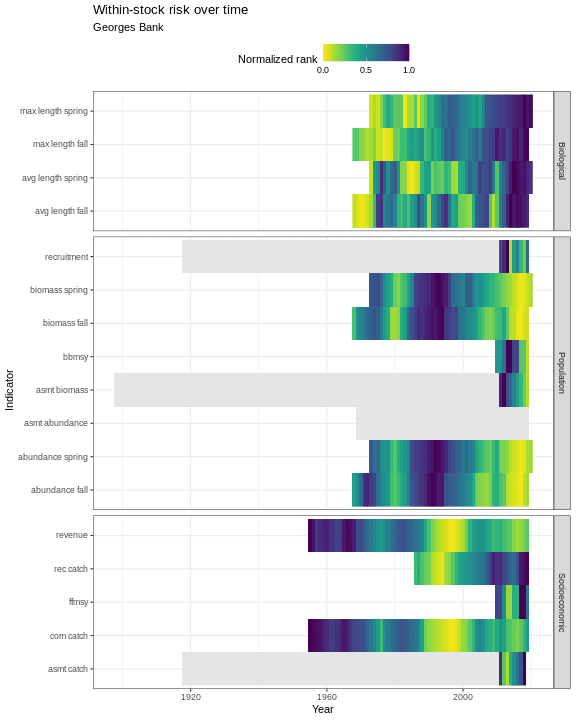 Within-stock risk over time
Georges Bank
Normalized rank
0.0 0.5 1.0
max length spring
max length fall
avg length spring
avg length fall
Biological
recruitment
biomass spring
biomass fall
bbmsy
asmt biomass
asmt abundance
abundance spring
abundance fall
Population
revenue
rec catch
ffmsy
com catch
asmt catch
Socioeconomic
Indicator
1920 1960 2000
Year